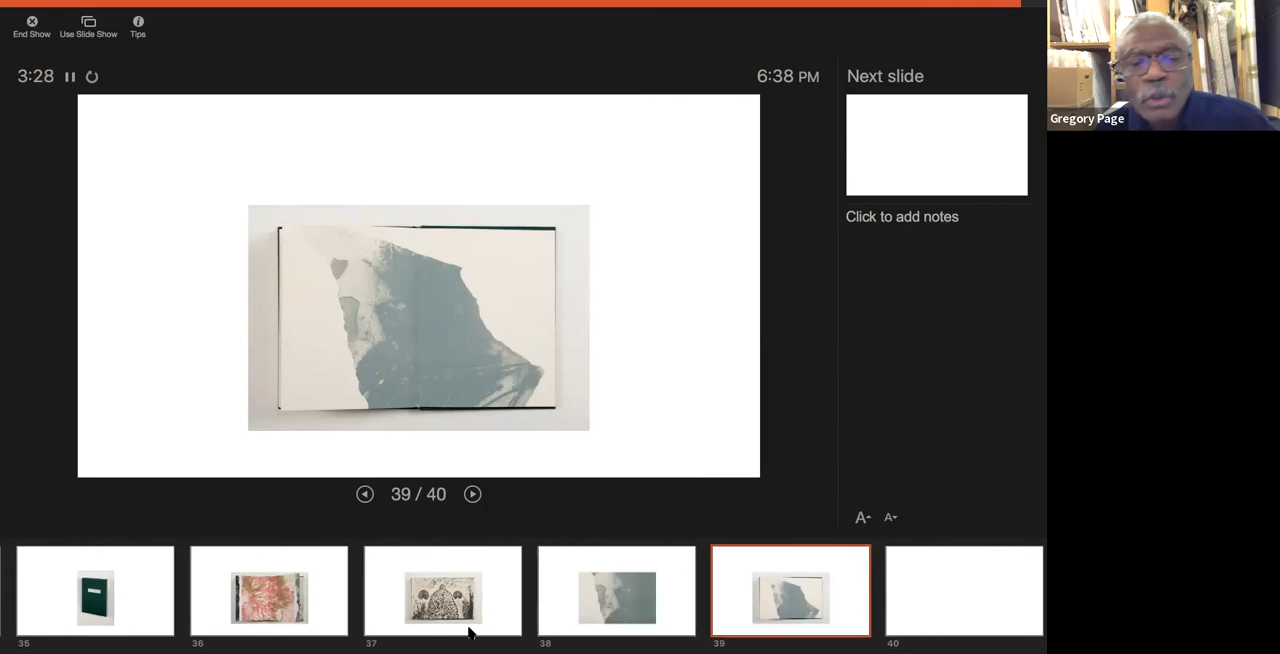 End Show
Use Slide Show
Tips
3:28
6:38 PM
Next slide
Gregory Page
Click to add notes
39 / 40
A
A
35
36
37
38
39
40